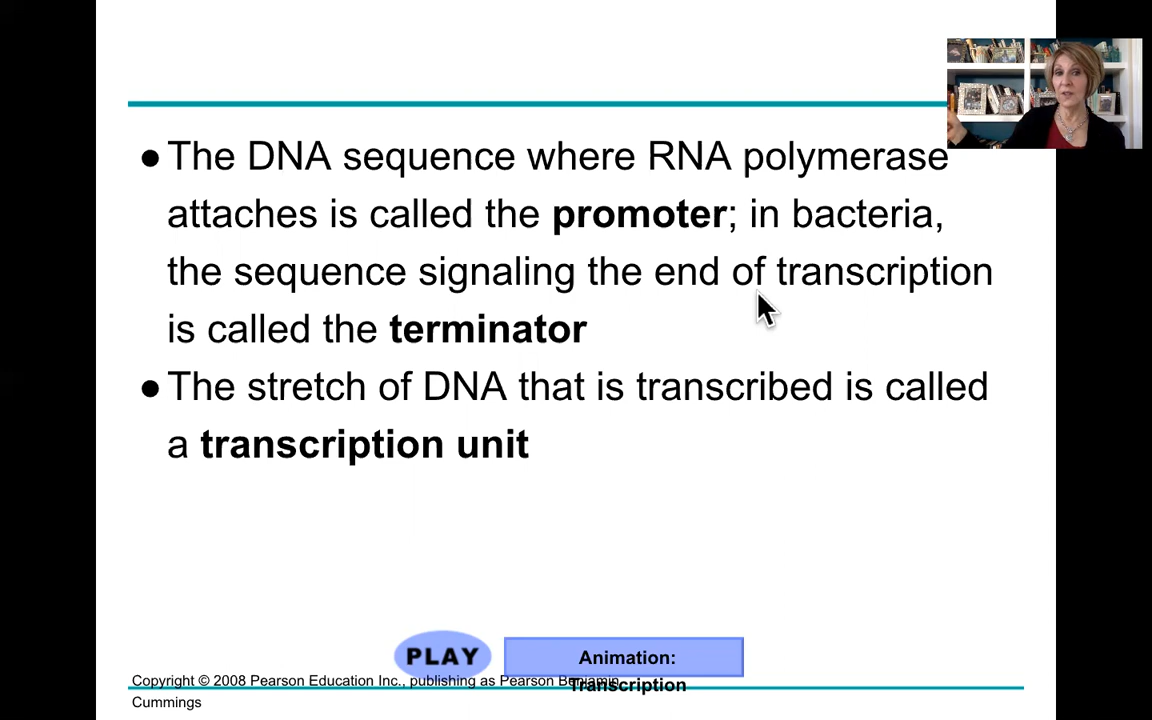 ● The DNA sequence where RNA polymerase
attaches is called the promoter; in bacteria,
the sequence signaling the end of transcription
is called the terminator
● The stretch of DNA that is transcribed is called
a transcription unit
PLAY
Animation:
Transcription
Copyright © 2008 Pearson Education Inc., publishing as Pearson Benjamin
Cummings